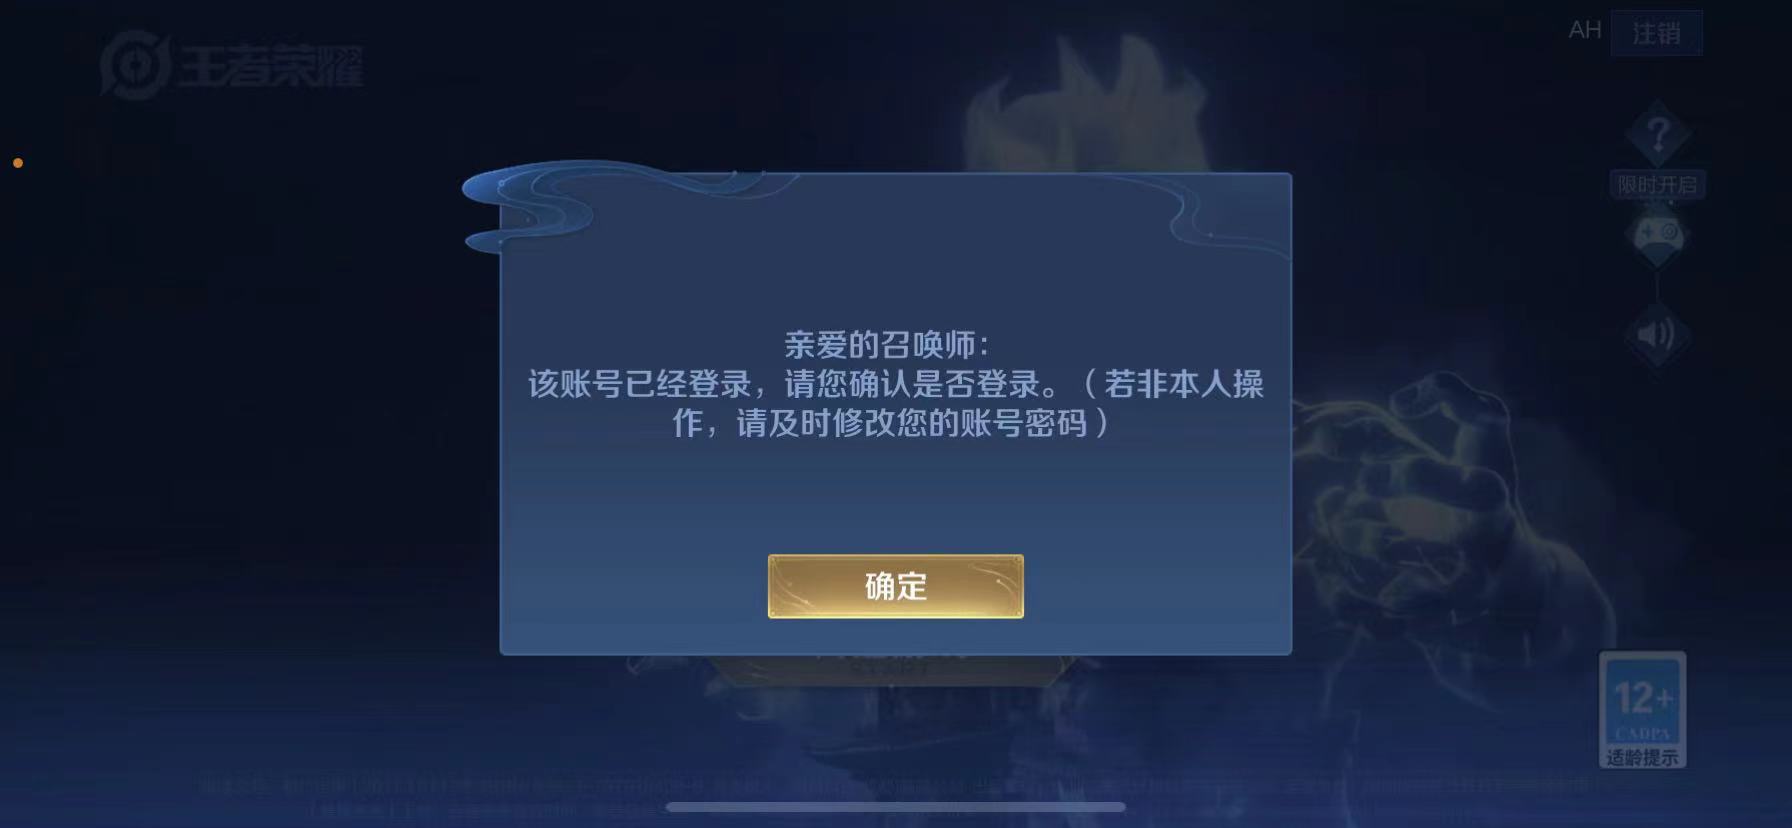 王者荣耀
AH 注销
限时开启
亲爱的召唤师：
该账号已经登录，请您确认是否登录。（若非本人操
作，请及时修改您的账号密码）
确定
12+
CADPA
适龄提示